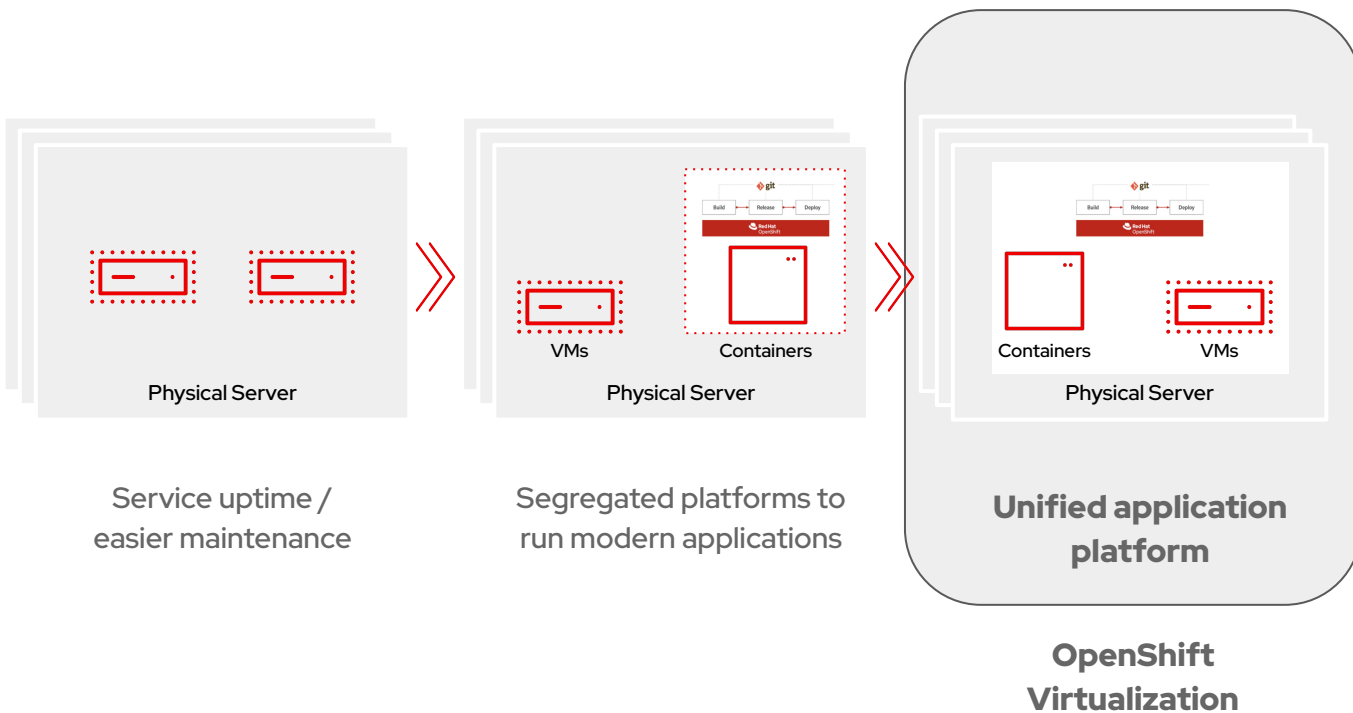 Physical Server
Service uptime /
easier maintenance
git
Build
Release
Deploy
Red Hat
OpenShift
VMs
Containers
Physical Server
Segregated platforms to
run modern applications
git
Build
Release
Deploy
Red Hat
OpenShift
Containers
VMs
Physical Server
Unified application
platform
OpenShift
Virtualization